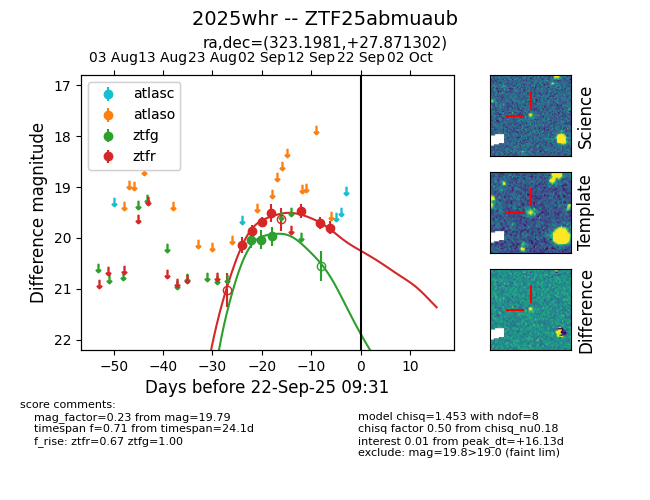 2025whr -- ZTF25abmuaub
ra,dec=(323.1981,+27.871302)
03 Aug 13 Aug 23 Aug 02 Sep 12 Sep 22 Sep 02 Oct
17
18
19
20
21
22
Difference magnitude
atlasc
atlaso
ztfg
ztfr
−50 −40 −30 −20 −10 0 10
Days before 22-Sep-25 09:31
Science
Template
Difference
score comments:
mag_factor=0.23 from mag=19.79
timespan f=0.71 from timespan=24.1d
f_rise: ztfr=0.67 ztfg=1.00
model chisq=1.453 with ndof=8
chisq factor 0.50 from chisq_nu0.18
interest 0.01 from peak_dt=+16.13d
exclude: mag=19.8>19.0 (faint lim)